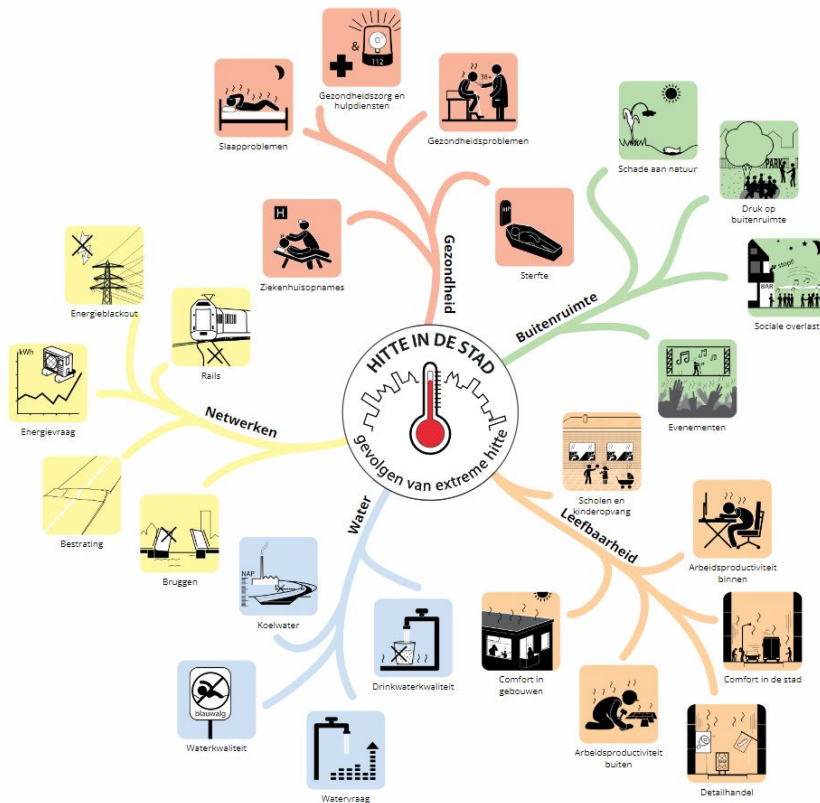 HITTE IN DE STAD
gevolgen van extreme hitte
Gezondheid
Slaapproblemen
&
112
Gezondheidszorg en
hulpdiensten
38+
Gezondheidsproblemen
H
Ziekenhuisopnames
RIP
Sterfte
Buitenruimte
Schade aan natuur
PARK
Druk op
buitenruimte
stop!!
BAR
Sociale overlast
Evenementen
Leefbaarheid
Scholen en
kinderopvang
Arbeidsproductiviteit
binnen
Comfort in de stad
Detailhandel
Arbeidsproductiviteit
buiten
Comfort in
gebouwen
Water
Drinkwaterkwaliteit
Watervraag
blauwalg
Waterkwaliteit
NAP
Koelwater
Netwerken
Bruggen
Bestrating
kWh
Energievraag
Energieblackout
Rails